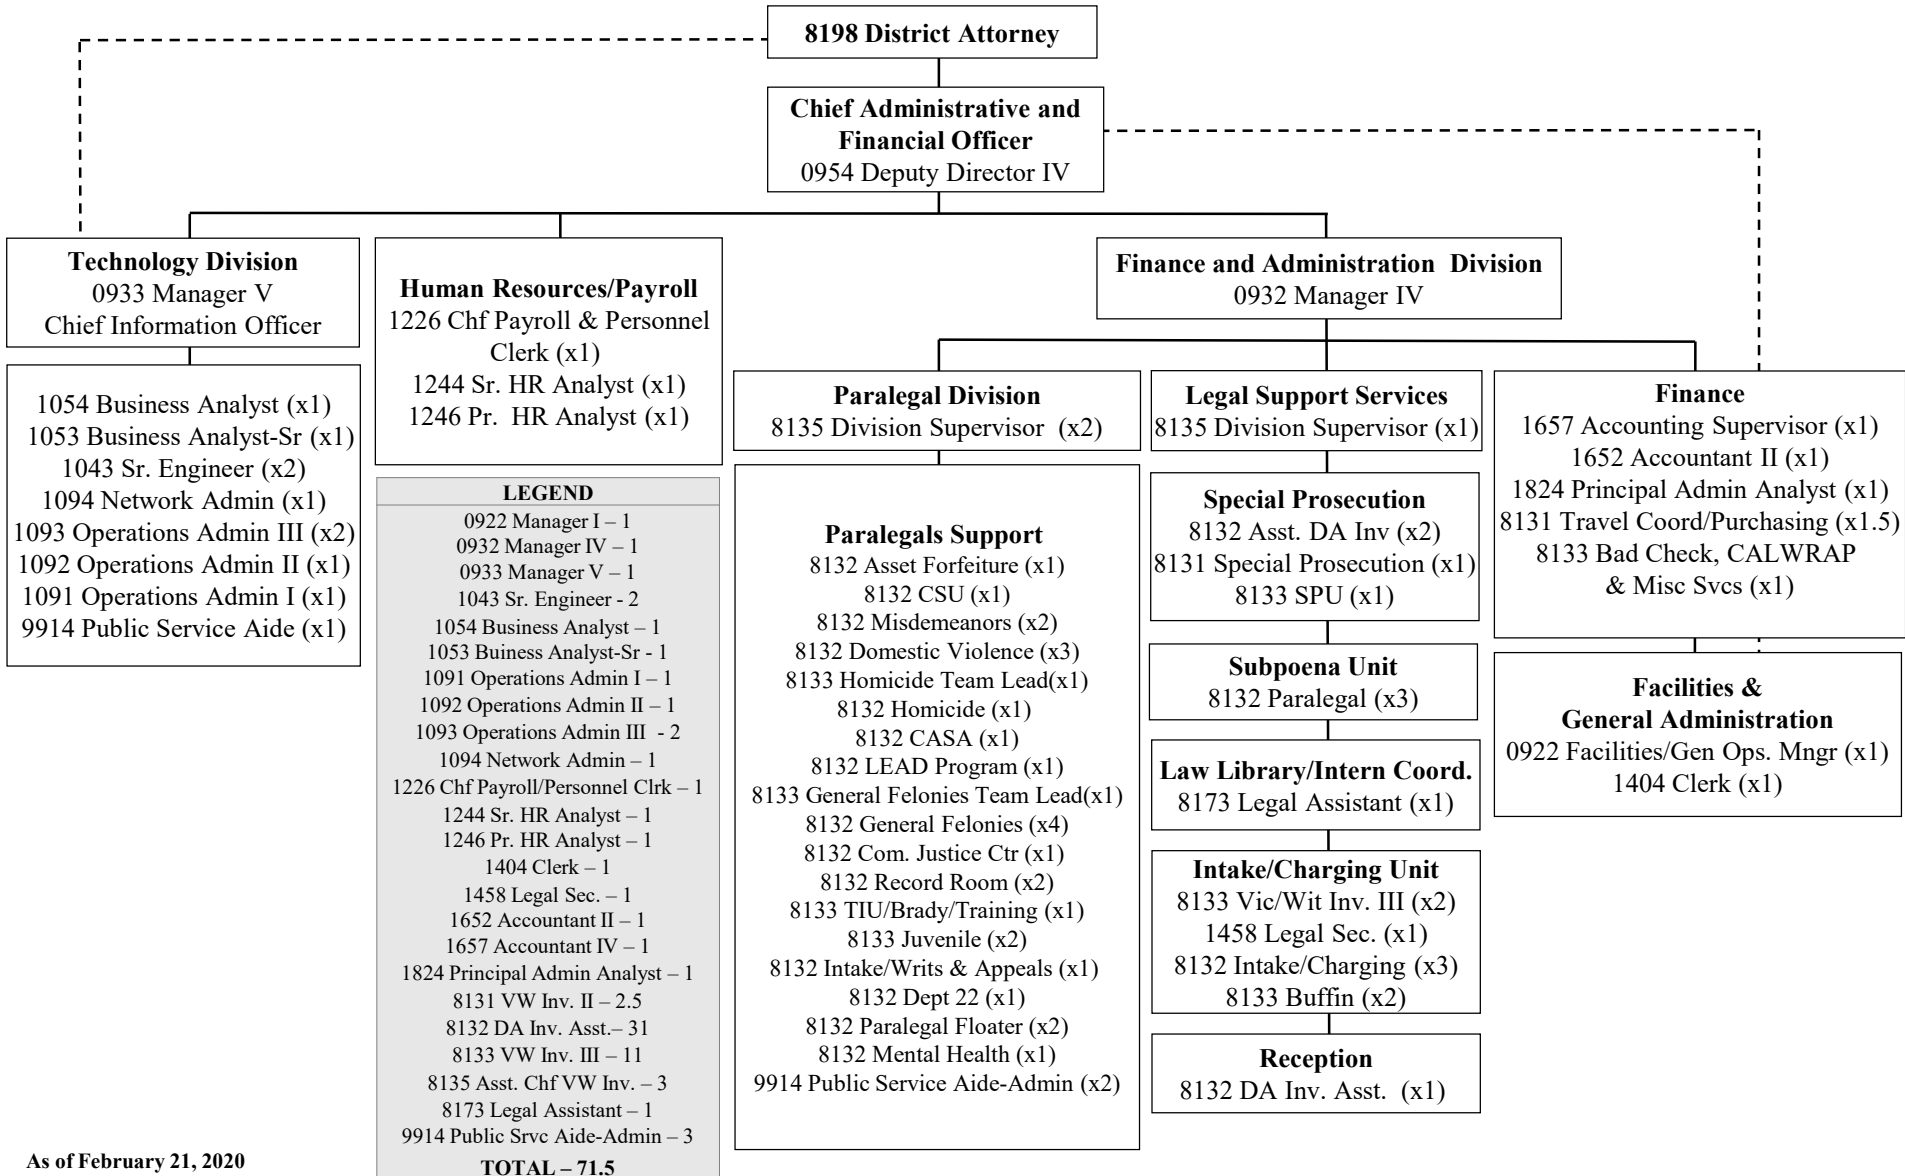 8198 District Attorney
Chief Administrative and
Financial Officer
0954 Deputy Director IV
Technology Division
0933 Manager V
Chief Information Officer
1054 Business Analyst (x1)
1053 Business Analyst-Sr (x1)
1043 Sr. Engineer (x2)
1094 Network Admin (x1)
1093 Operations Admin III (x2)
1092 Operations Admin II (x1)
1091 Operations Admin I (x1)
9914 Public Service Aide (x1)
Human Resources/Payroll
1226 Chf Payroll & Personnel
Clerk (x1)
1244 Sr. HR Analyst (x1)
1246 Pr. HR Analyst (x1)
LEGEND
0922 Manager I – 1
0932 Manager IV – 1
0933 Manager V – 1
1043 Sr. Engineer - 2
1054 Business Analyst – 1
1053 Buiness Analyst-Sr - 1
1091 Operations Admin I – 1
1092 Operations Admin II – 1
1093 Operations Admin III - 2
1094 Network Admin – 1
1226 Chf Payroll/Personnel Clrk – 1
1244 Sr. HR Analyst – 1
1246 Pr. HR Analyst – 1
1404 Clerk – 1
1458 Legal Sec. – 1
1652 Accountant II – 1
1657 Accountant IV – 1
1824 Principal Admin Analyst – 1
8131 VW Inv. II – 2.5
8132 DA Inv. Asst.– 31
8133 VW Inv. III – 11
8135 Asst. Chf VW Inv. – 3
8173 Legal Assistant – 1
9914 Public Srvc Aide-Admin – 3
TOTAL – 71.5
Finance and Administration Division
0932 Manager IV
Paralegal Division
8135 Division Supervisor (x2)
Paralegals Support
8132 Asset Forfeiture (x1)
8132 CSU (x1)
8132 Misdemeanors (x2)
8132 Domestic Violence (x3)
8133 Homicide Team Lead(x1)
8132 Homicide (x1)
8132 CASA (x1)
8132 LEAD Program (x1)
8133 General Felonies Team Lead(x1)
8132 General Felonies (x4)
8132 Com. Justice Ctr (x1)
8132 Record Room (x2)
8133 TIU/Brady/Training (x1)
8133 Juvenile (x2)
8132 Intake/Writs & Appeals (x1)
8132 Dept 22 (x1)
8132 Paralegal Floater (x2)
8132 Mental Health (x1)
9914 Public Service Aide-Admin (x2)
Legal Support Services
8135 Division Supervisor (x1)
Special Prosecution
8132 Asst. DA Inv (x2)
8131 Special Prosecution (x1)
8133 SPU (x1)
Subpoena Unit
8132 Paralegal (x3)
Law Library/Intern Coord.
8173 Legal Assistant (x1)
Intake/Charging Unit
8133 Vic/Wit Inv. III (x2)
1458 Legal Sec. (x1)
8132 Intake/Charging (x3)
8133 Buffin (x2)
Reception
8132 DA Inv. Asst. (x1)
Finance
1657 Accounting Supervisor (x1)
1652 Accountant II (x1)
1824 Principal Admin Analyst (x1)
8131 Travel Coord/Purchasing (x1.5)
8133 Bad Check, CALWRAP
& Misc Svcs (x1)
Facilities &
General Administration
0922 Facilities/Gen Ops. Mngr (x1)
1404 Clerk (x1)
As of February 21, 2020